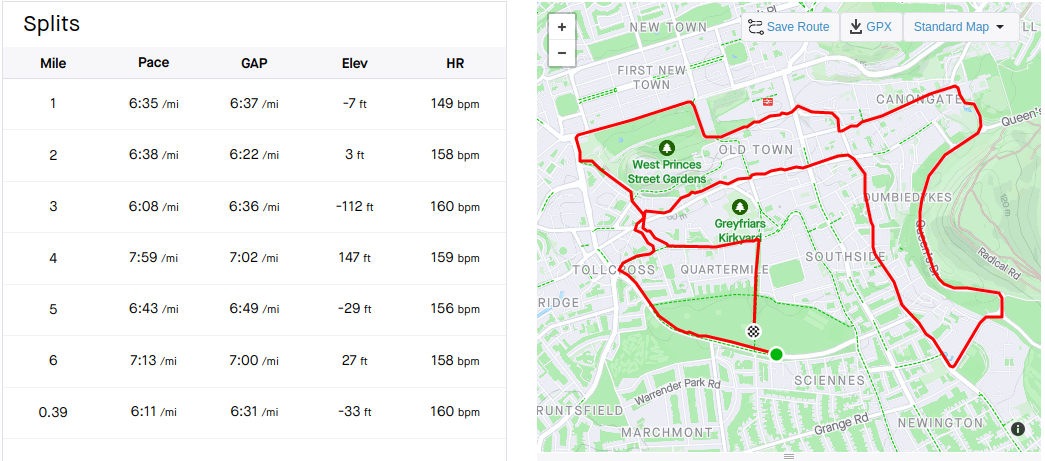 Splits
Mile Pace GAP Elev HR
1 6:35 /mi 6:37 /mi -7 ft 149 bpm
2 6:38 /mi 6:22 /mi 3 ft 158 bpm
3 6:08 /mi 6:36 /mi -112 ft 160 bpm
4 7:59 /mi 7:02 /mi 147 ft 159 bpm
5 6:43 /mi 6:49 /mi -29 ft 156 bpm
6 7:13 /mi 7:00 /mi 27 ft 158 bpm
0.39 6:11 /mi 6:31 /mi -33 ft 160 bpm
+
−
Save Route
GPX
Standard Map
NEW TOWN
LL
FIRST NEW
TOWN
CANONGATE
Queen's
OLD TOWN
West Princes
Street Gardens
DUMBIEDYKES
Greyfriars
Kirkyard
Queen's D
Radical Rd
SOUTHSIDE
TOLLCROSS
QUARTERMILE
RIDGE
SCIENNES
Warrender Park Rd
RUNTSFIELD
Grange Rd
NEWINGTON
MARCHMONT
i